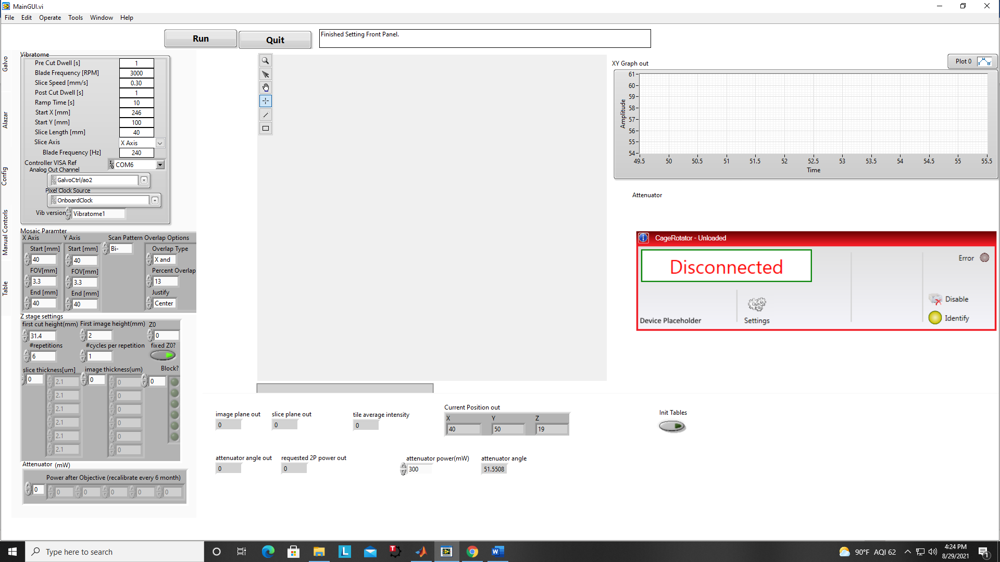 MainGUI.vi
File Edit Operate Tools Window Help
Run
Quit
Finished Setting Front Panel.
Galvo
Alazar
Config
Manual Contorls
Table
Vibratome
Pre Cut Dwell [s] 1
Blade Frequency [RPM] 3000
Slice Speed [mm/s] 0.30
Post Cut Dwell [s] 1
Ramp Time [s] 10
Start X [mm] 246
Start Y [mm] 100
Slice Length [mm] 40
Slice Axis X Axis
Blade Frequency [Hz] 240
Controller VISA Ref COM6
Analog Out Channel
GalvoCtrl/ao2
Pixel Clock Source
OnboardClock
Vib version Vibratome1
Mosaic Paramter
X Axis Y Axis Scan Pattern Overlap Options
Start [mm] Start [mm] Bi- Overlap Type
40 40 X and
FOV[mm] FOV[mm] Percent Overlap
3.3 3.3 13
End [mm] End [mm] Justify
40 40 Center
Z stage settings
first cut height(mm) First image height(mm) Z0
31.4 2 0
#repetitions #cycles per repetition fixed Z0?
6 1
slice thickness[um] image thickness(um) Block?
0 2.1 0 0 0
2.1 0
2.1 0
2.1 0
2.1 0
2.1 0
Attenuator (mW)
Power after Objective (recalibrate every 6 month)
0 0 0 0 0 0
XY Graph out
Plot 0
Amplitude
61
60
59
58
57
56
55
54
49.5 50 50.5 51 51.5 52 52.5 53 53.5 54 54.5 55 55.5
Time
Attenuator
CageRotator - Unloaded
Disconnected
Error
Disable
Identify
Device Placeholder
Settings
image plane out slice plane out tile average intensity
0 0 0
Current Position out
X Y Z
40 50 19
Init Tables
attenuator angle out requested 2P power out attenuator power(mW) attenuator angle
0 0 300 51.5508
Type here to search
90°F AQI 62
4:24 PM
8/29/2021
1